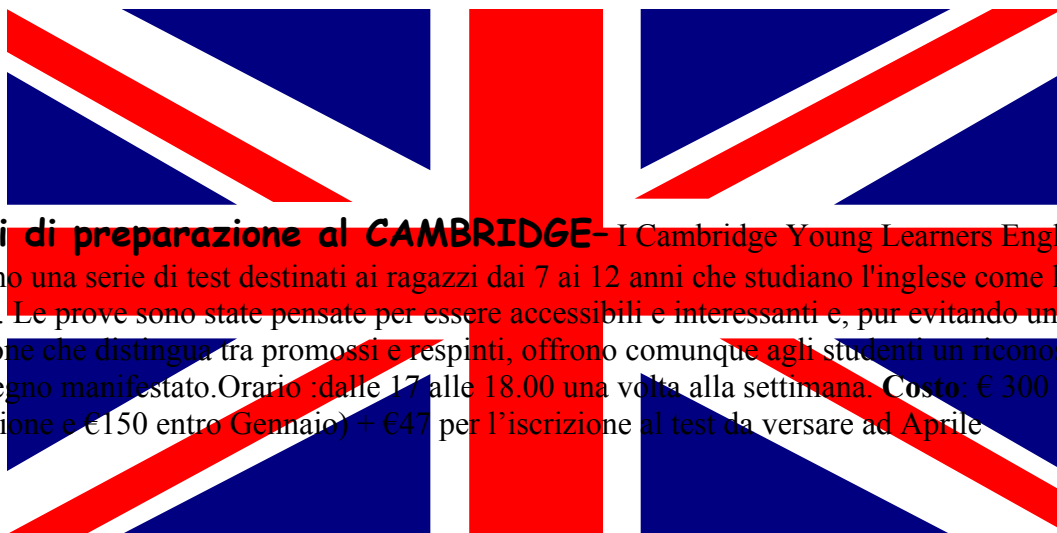 i di preparazione al CAMBRIDGE– I Cambridge Young Learners Engl
no una serie di test destinati ai ragazzi dai 7 ai 12 anni che studiano l'inglese come l
. Le prove sono state pensate per essere accessibili e interessanti e, pur evitando un
one che distingua tra promossi e respinti, offrono comunque agli studenti un ricono
egno manifestato.Orario :dalle 17 alle 18.00 una volta alla settimana. Costo: € 300
ione e €150 entro Gennaio) + €47 per l’iscrizione al test da versare ad Aprile